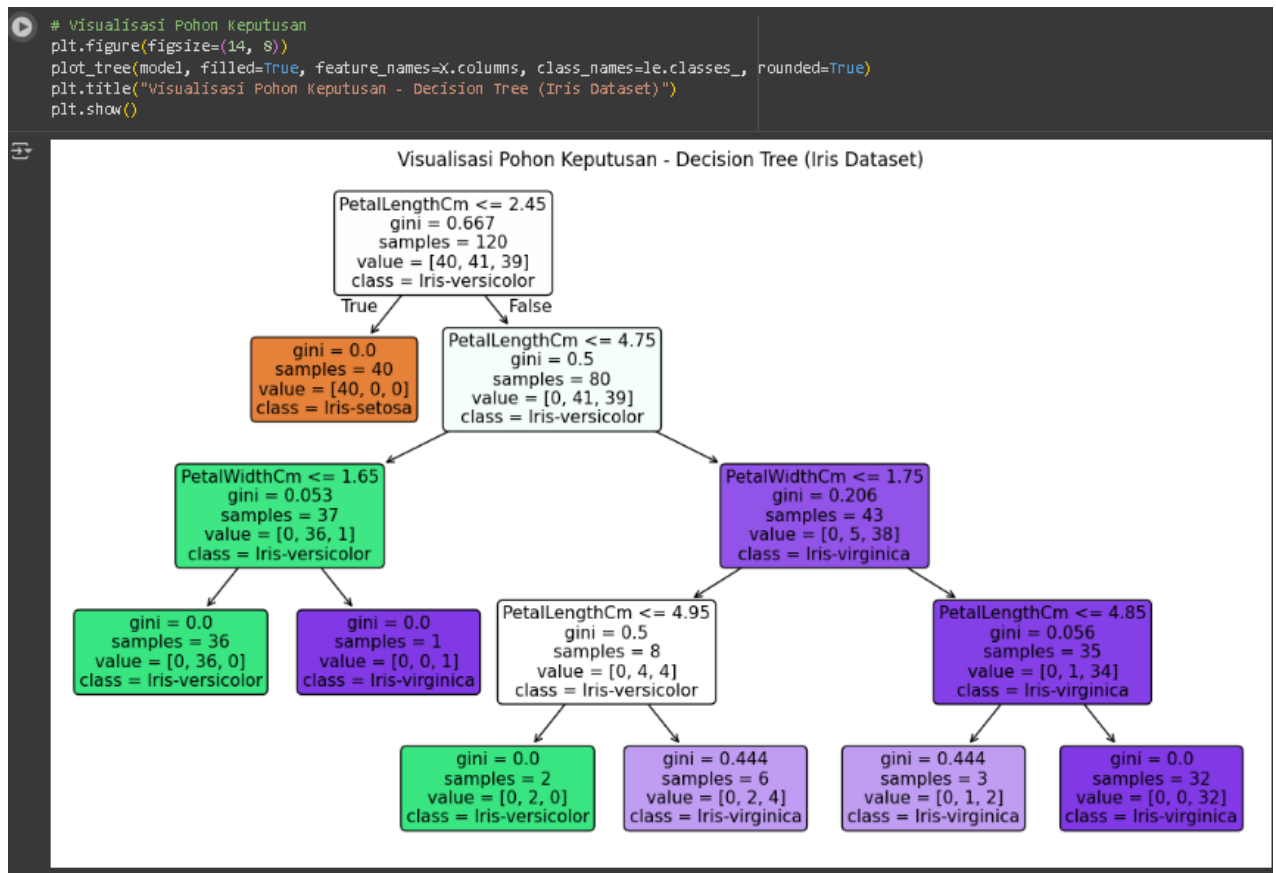 # Visualisasi Pohon Keputusan
plt.figure(figsize=(14, 8))
plot_tree(model, filled=True, feature_names=X.columns, class_names=le.classes_, rounded=True)
plt.title("Visualisasi Pohon Keputusan - Decision Tree (Iris Dataset)")
plt.show()
Visualisasi Pohon Keputusan - Decision Tree (Iris Dataset)
PetalLengthCm <= 2.45
gini = 0.667
samples = 120
value = [40, 41, 39]
class = Iris-versicolor
True
False
gini = 0.0
samples = 40
value = [40, 0, 0]
class = Iris-setosa
PetalLengthCm <= 4.75
gini = 0.5
samples = 80
value = [0, 41, 39]
class = Iris-versicolor
PetalWidthCm <= 1.65
gini = 0.053
samples = 37
value = [0, 36, 1]
class = Iris-versicolor
PetalWidthCm <= 1.75
gini = 0.206
samples = 43
value = [0, 5, 38]
class = Iris-virginica
gini = 0.0
samples = 36
value = [0, 36, 0]
class = Iris-versicolor
gini = 0.0
samples = 1
value = [0, 0, 1]
class = Iris-virginica
PetalLengthCm <= 4.95
gini = 0.5
samples = 8
value = [0, 4, 4]
class = Iris-versicolor
PetalLengthCm <= 4.85
gini = 0.056
samples = 35
value = [0, 1, 34]
class = Iris-virginica
gini = 0.0
samples = 2
value = [0, 2, 0]
class = Iris-versicolor
gini = 0.444
samples = 6
value = [0, 2, 4]
class = Iris-virginica
gini = 0.444
samples = 3
value = [0, 1, 2]
class = Iris-virginica
gini = 0.0
samples = 32
value = [0, 0, 32]
class = Iris-virginica